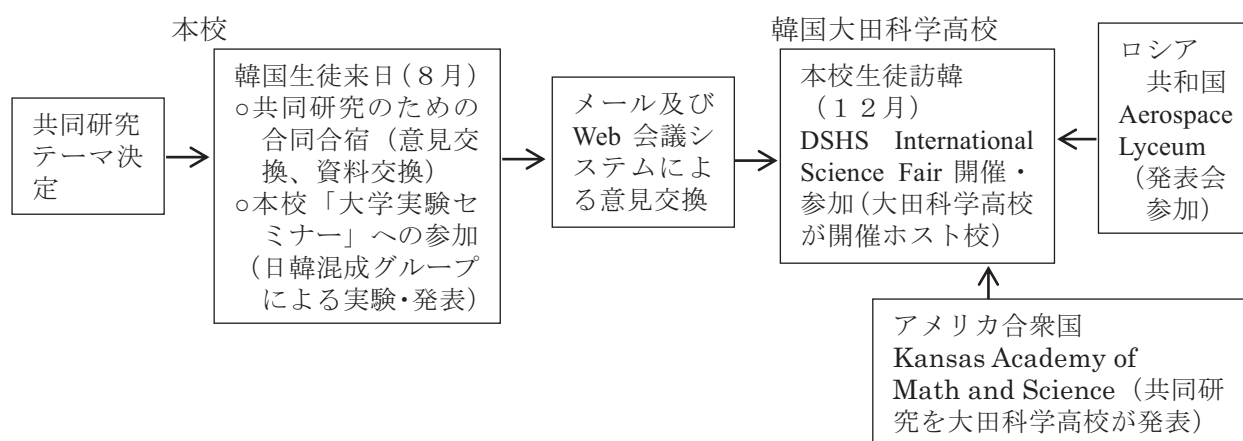 本校
韓国大田科学高校
共同研究
テーマ決
定
韓国生徒来日(8月)
○共同研究のための
合同合宿(意見交
換、資料交換)
○本校「大学実験セ
ミナー」への参加
(日韓混成グループ
による実験・発表)
メール及び
Web 会議シ
ステムによ
る意見交換
本校生徒訪韓
(12月)
DSHS International
Science Fair 開催・
参加(大田科学高校
が開催ホスト校)
ロシア
共和国
Aerospace
Lyceum
(発表会
参加)
アメリカ合衆国
Kansas Academy of
Math and Science(共同研
究を大田科学高校が発表)